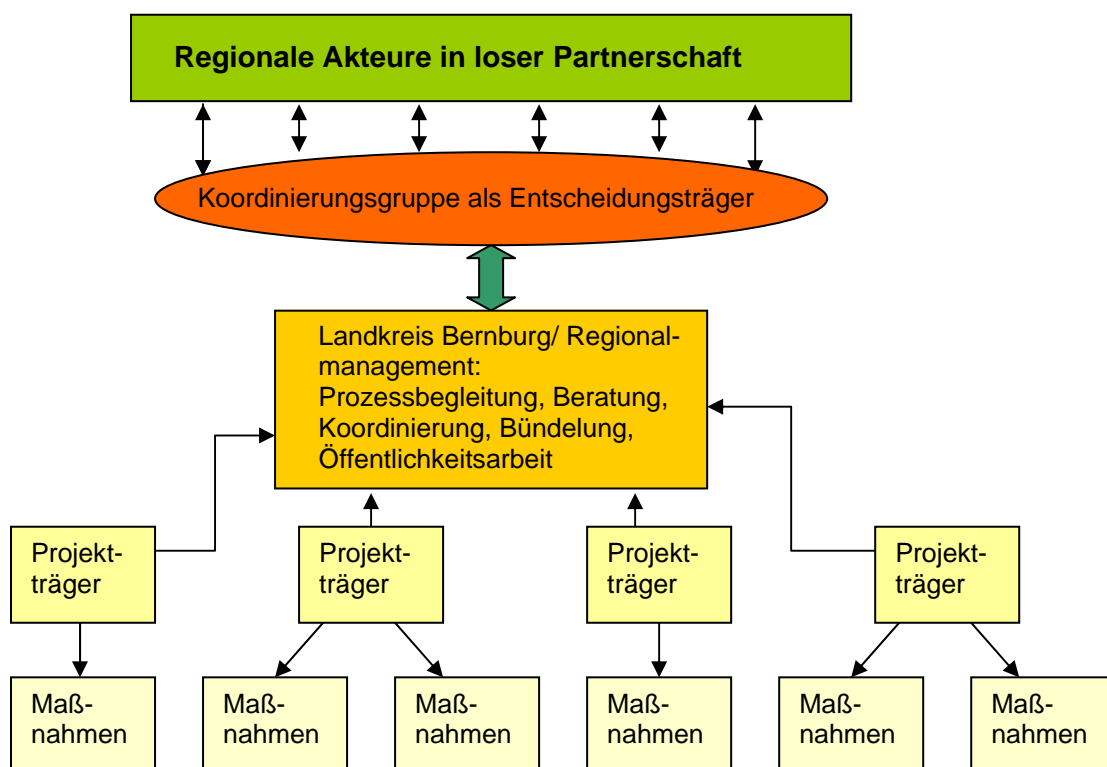 Regionale Akteure in loser Partnerschaft
Koordinierungsgruppe als Entscheidungsträger
Landkreis Bernburg/ Regional-
management:
Prozessbegleitung, Beratung,
Koordinierung, Bündelung,
Öffentlichkeitsarbeit
Projekt-
träger
Projekt-
träger
Projekt-
träger
Projekt-
träger
Maß-
nahmen
Maß-
nahmen
Maß-
nahmen
Maß-
nahmen
Maß-
nahmen
Maß-
nahmen